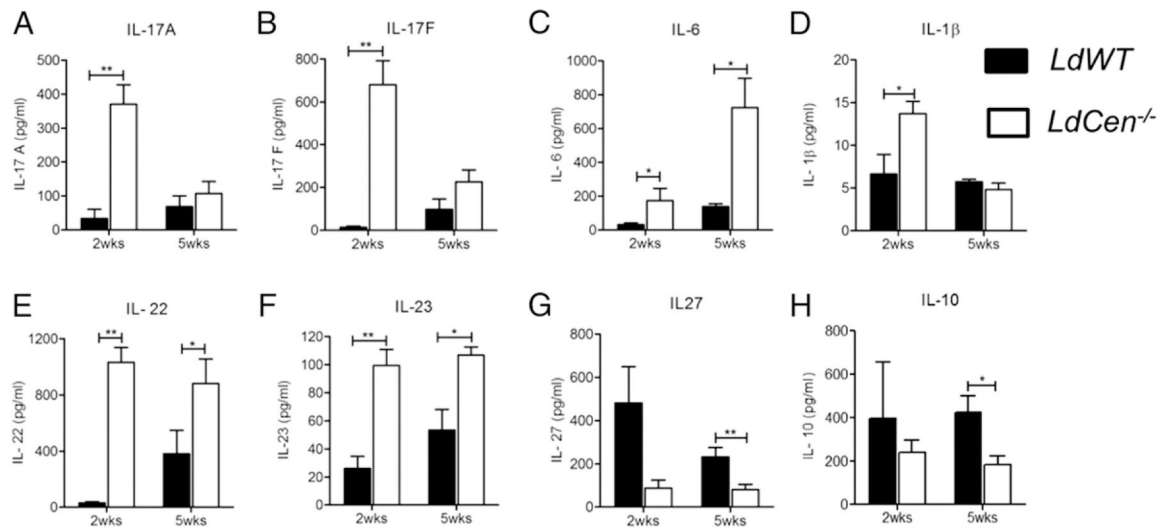 A
IL-17A
IL-17 A (pg/ml)
500
400
300
200
100
0
**
2wks
5wks
B
IL-17F
IL-17 F (pg/ml)
800
600
400
200
0
**
2wks
5wks
C
IL-6
IL- 6 (pg/ml)
1000
800
600
400
200
0
*
*
2wks
5wks
D
IL-1β
IL- 1β (pg/ml)
20
15
10
5
0
*
2wks
5wks
LdWT
LdCen-/-
E
IL- 22
IL- 22 (pg/ml)
1200
800
400
0
**
*
2wks
5wks
F
IL-23
IL-23 (pg/ml)
120
100
80
60
40
20
0
**
*
2wks
5wks
G
IL27
IL- 27 (pg/ml)
800
600
400
200
0
**
2wks
5wks
H
IL-10
IL- 10 (pg/ml)
800
600
400
200
0
*
2wks
5wks